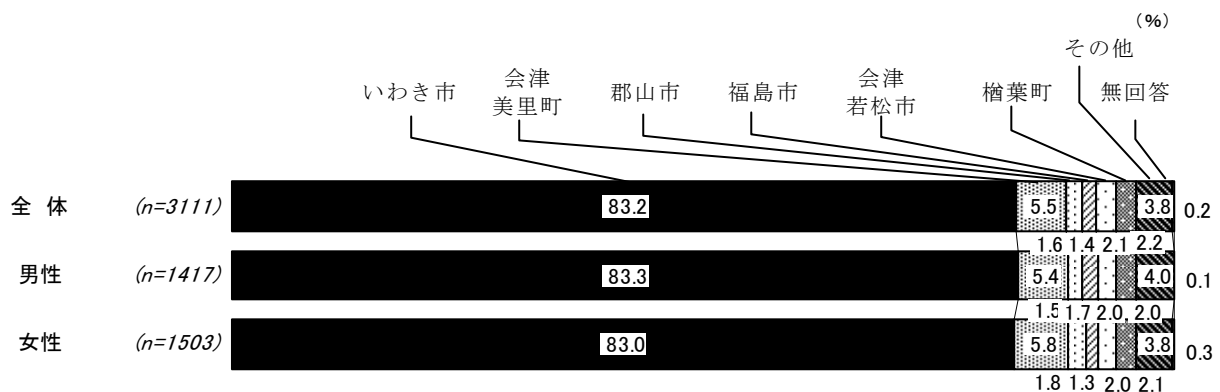 (%)
その他
いわき市 会津美里町 郡山市 福島市 会津若松市 楢葉町 無回答
全 体 (n=3111) 83.2 5.5 3.8 0.2
1.6 1.4 2.1 2.2
男性 (n=1417) 83.3 5.4 4.0 0.1
1.5 1.7 2.0 2.0
女性 (n=1503) 83.0 5.8 3.8 0.3
1.8 1.3 2.0 2.1